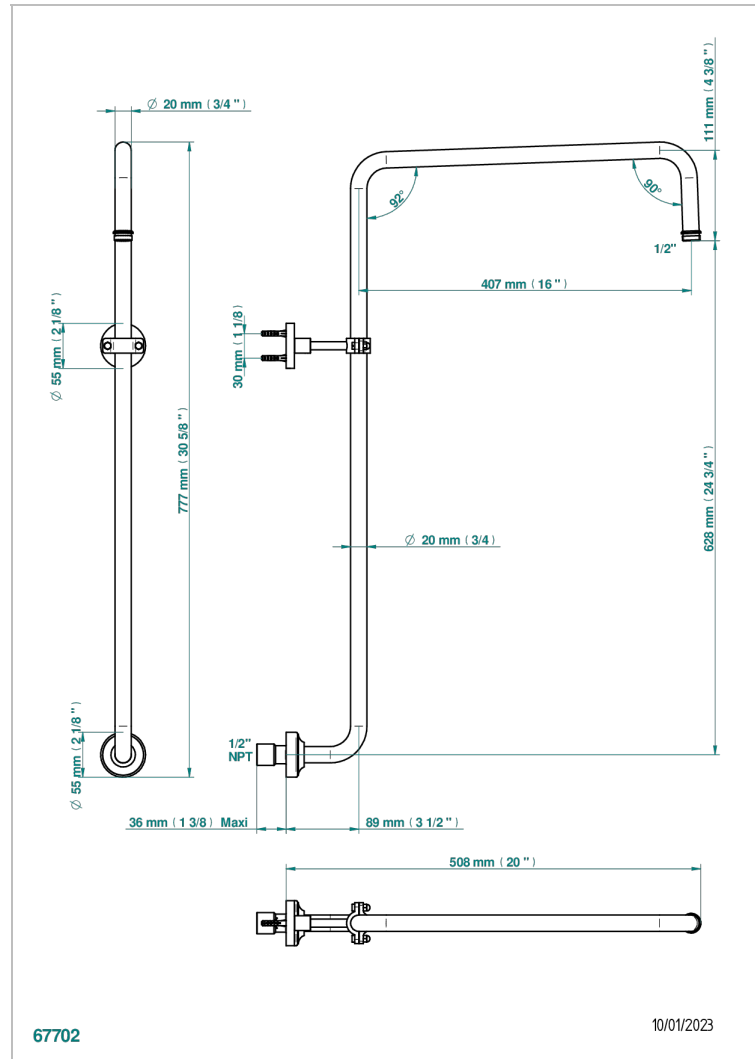 ∅ 20 mm ( 3/4 " )
111 mm ( 4 3/8 " )
92°
90°
1/2"
407 mm ( 16 " )
∅ 55 mm ( 2 1/8 " )
30 mm ( 1 1/8 )
777 mm ( 30 5/8 " )
628 mm ( 24 3/4 " )
∅ 20 mm ( 3/4 )
∅ 55 mm ( 2 1/8 " )
1/2"
NPT
36 mm ( 1 3/8 ) Maxi
89 mm ( 3 1/2 " )
508 mm ( 20 " )
67702
10/01/2023